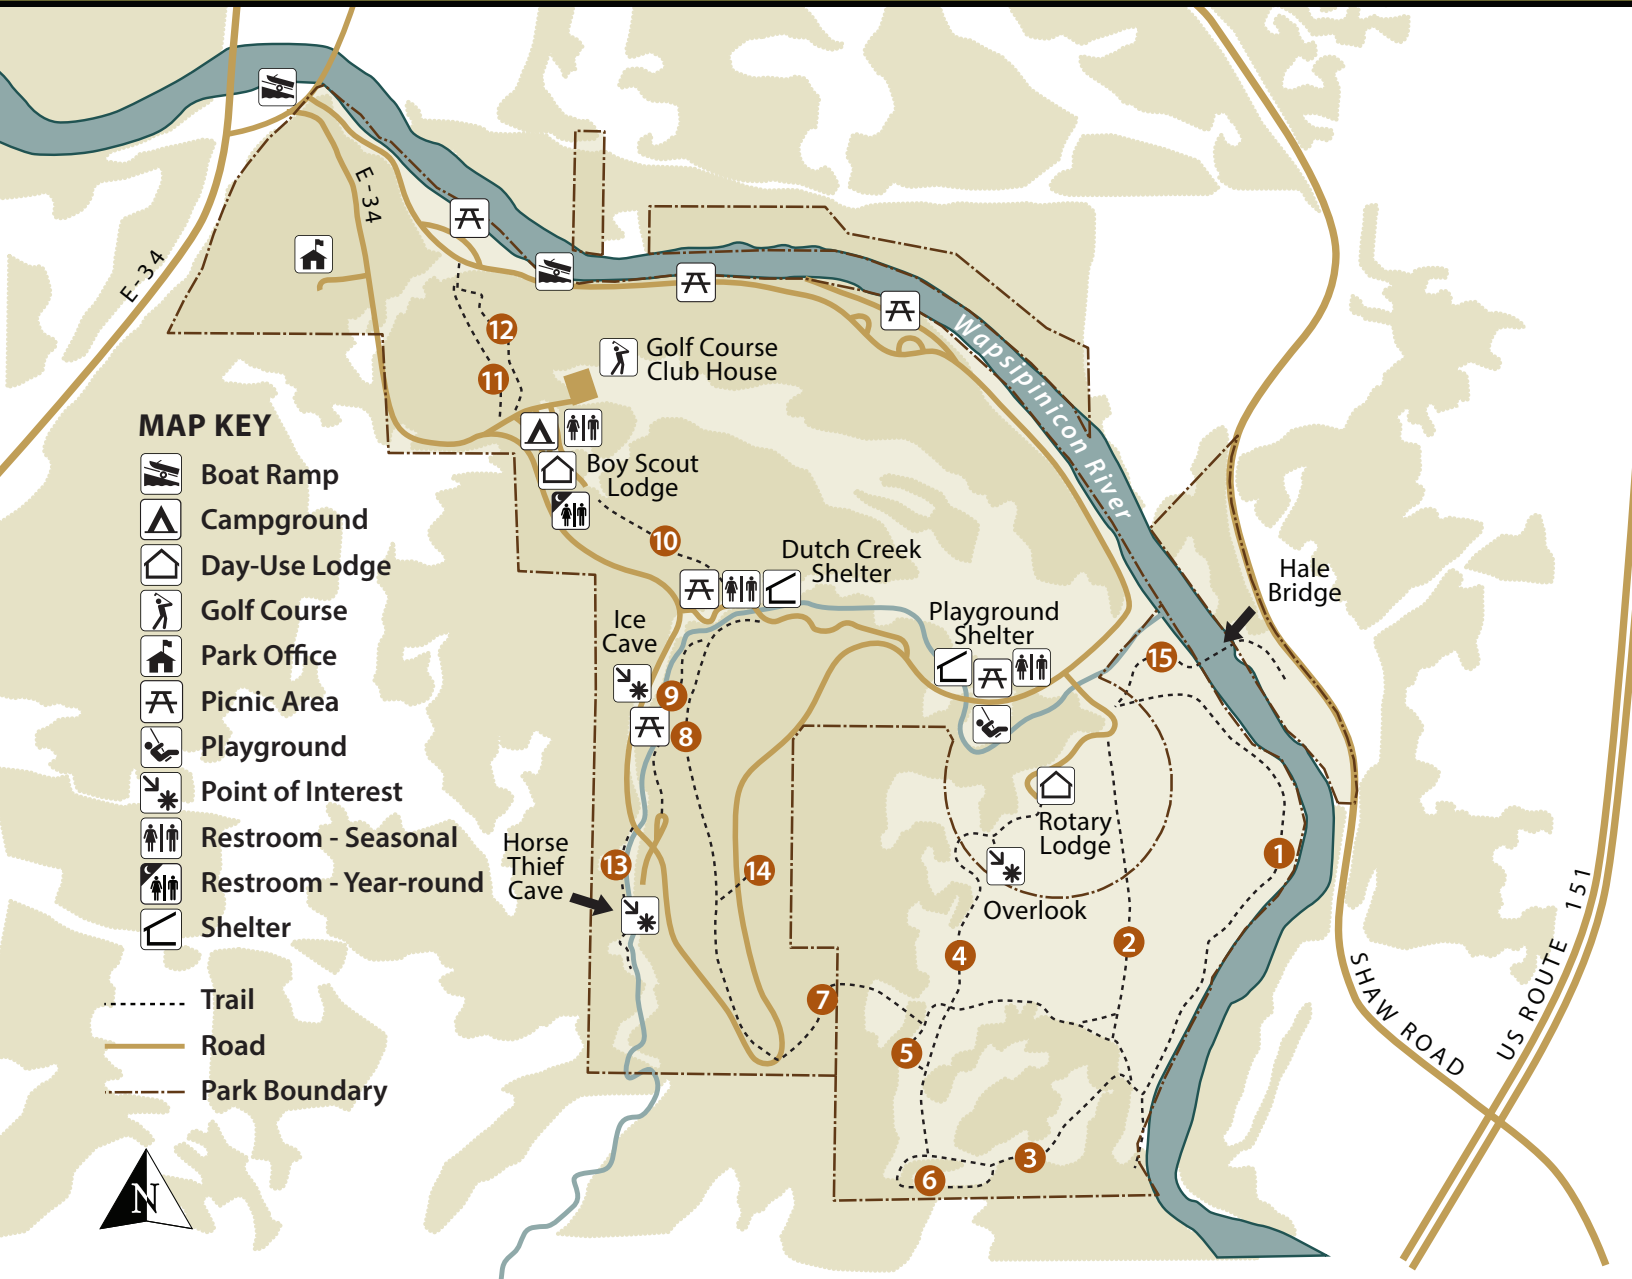 E-34
E-34
12
11
Golf Course
Club House
Wapsipinicon River
MAP KEY
Boat Ramp
Campground
Day-Use Lodge
Golf Course
Park Office
Picnic Area
Playground
Point of Interest
Restroom - Seasonal
Restroom - Year-round
Shelter
Trail
Road
Park Boundary
N
Boy Scout
Lodge
10
Dutch Creek
Shelter
Ice
Cave
9
8
Playground
Shelter
15
Hale
Bridge
Horse
Thief
Cave
13
14
Rotary
Lodge
Overlook
1
2
4
7
5
3
6
SHAW ROAD
US ROUTE 151